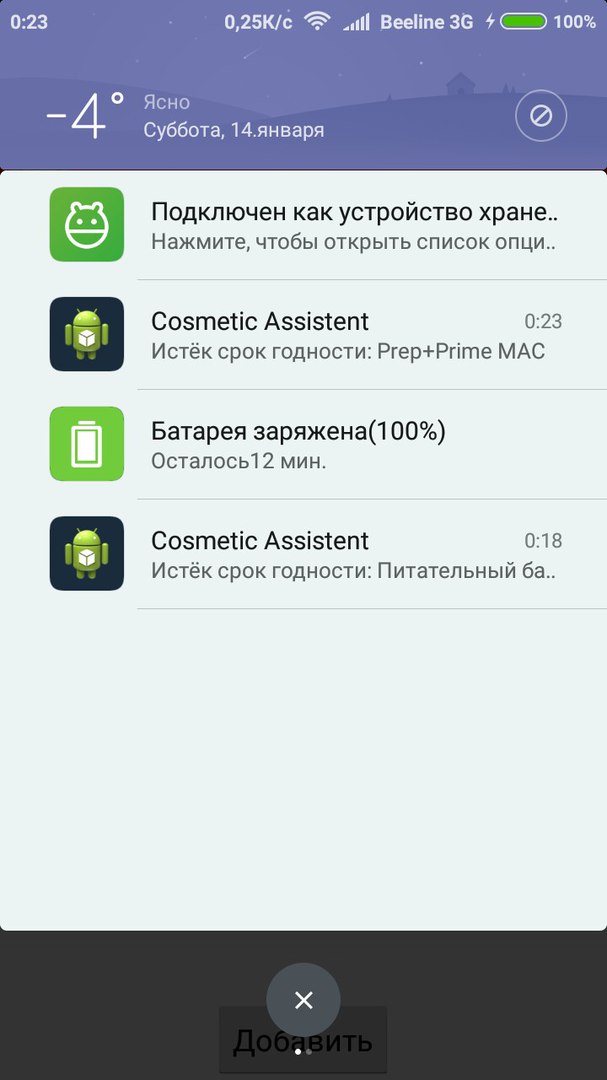 0:23 0,25К/с Beeline 3G 100%
−4° Ясно
Суббота, 14.января
Подключен как устройство хране..
Нажмите, чтобы открыть список опци..
Cosmetic Assistent 0:23
Истёк срок годности: Prep+Prime MAC
Батарея заряжена(100%)
Осталось12 мин.
Cosmetic Assistent 0:18
Истёк срок годности: Питательный ба..
Добавить